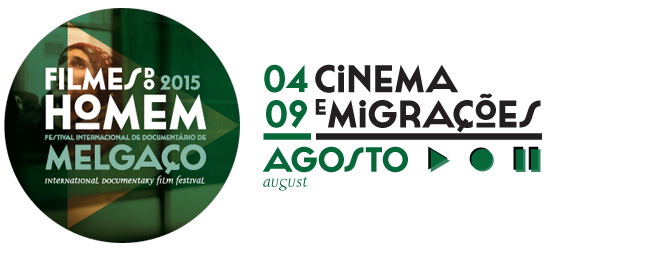 FILMES DO 2015
HOMEM
FESTIVAL INTERNACIONAL DE DOCUMENTÁRIO DE
MELGAÇO
INTERNATIONAL DOCUMENTARY FILM FESTIVAL
04 CINEMA
09 E MIGRAÇÕES
AGOSTO
august